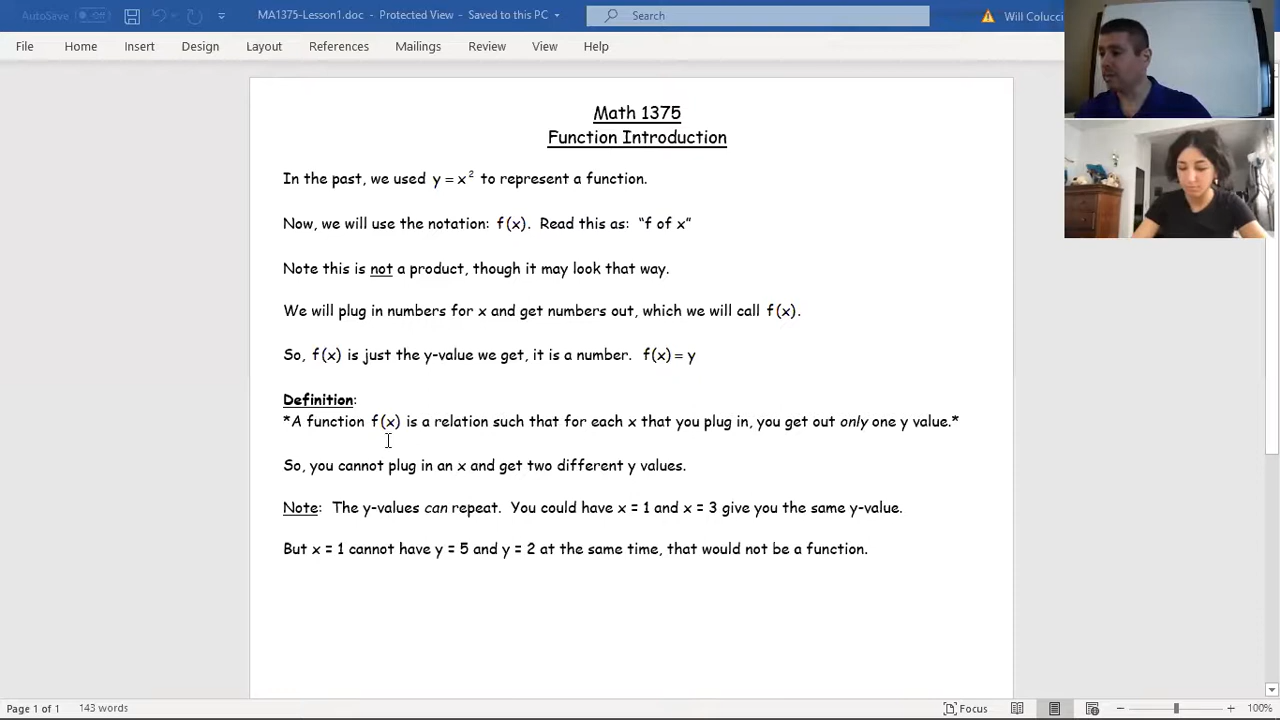 AutoSave Off MA1375-Lesson1.doc - Protected View - Saved to this PC Search Will Colucci
File Home Insert Design Layout References Mailings Review View Help
Math 1375
Function Introduction
In the past, we used y = x² to represent a function.
Now, we will use the notation: f(x). Read this as: “f of x”
Note this is not a product, though it may look that way.
We will plug in numbers for x and get numbers out, which we will call f(x).
So, f(x) is just the y-value we get, it is a number. f(x) = y
Definition:
*A function f(x) is a relation such that for each x that you plug in, you get out only one y value.*
So, you cannot plug in an x and get two different y values.
Note: The y-values can repeat. You could have x = 1 and x = 3 give you the same y-value.
But x = 1 cannot have y = 5 and y = 2 at the same time, that would not be a function.
Page 1 of 1 143 words Focus 100%